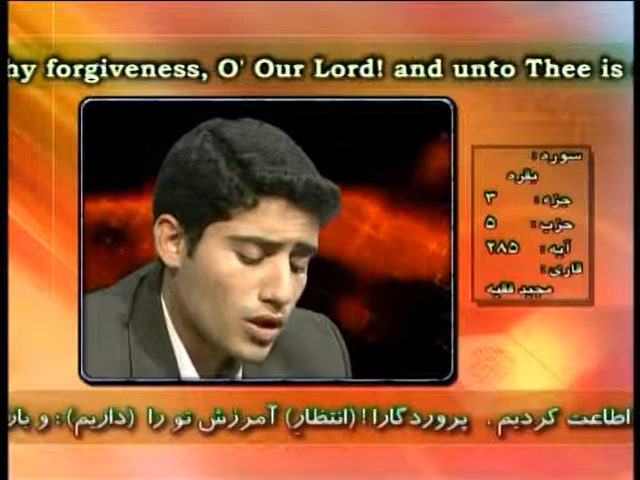 hy forgiveness, O' Our Lord! and unto Thee is
سوره :
بقره
جزء : ۳
حزب : ۵
آیه : ۲۸۵
قاری :
مجید فقیه
اطاعت کردیم . پروردگارا ! (انتظار) آمرزش تو را (داریم) ؛ و باز